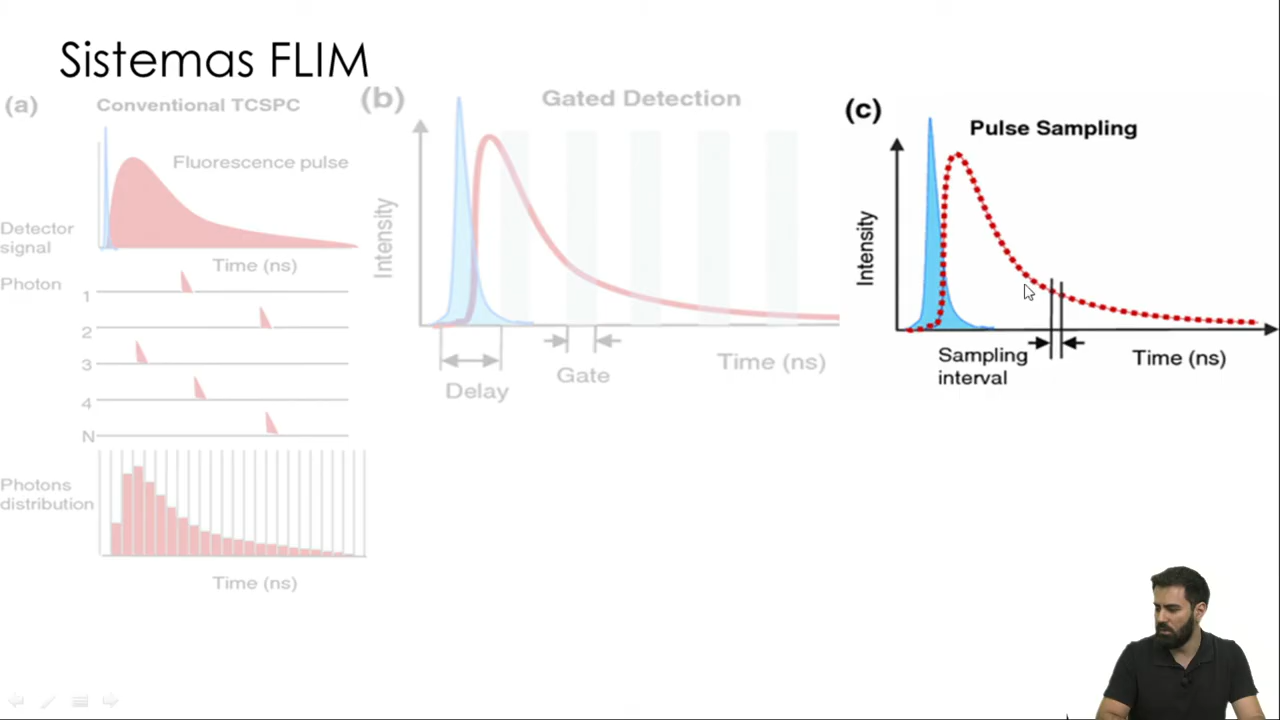 Sistemas FLIM
(a)
Conventional TCSPC
Fluorescence pulse
Detector
signal
Time (ns)
Photon
1
2
3
4
N
Photons
distribution
Time (ns)
(b)
Gated Detection
Intensity
Delay
Gate
Time (ns)
(c)
Pulse Sampling
Intensity
Sampling
interval
Time (ns)